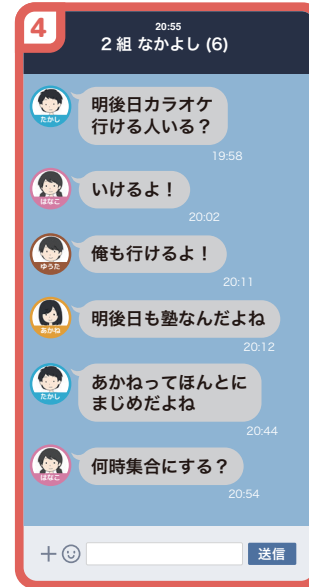 4
20:55
2組 なかよし (6)
明後日カラオケ
行ける人いる？
たかし
19:58
いけるよ！
はなこ
20:02
俺も行けるよ！
ゆうた
20:11
明後日も塾なんだよね
あかね
20:12
あかねってほんとに
まじめだよね
たかし
20:44
何時集合にする？
はなこ
20:54
送信